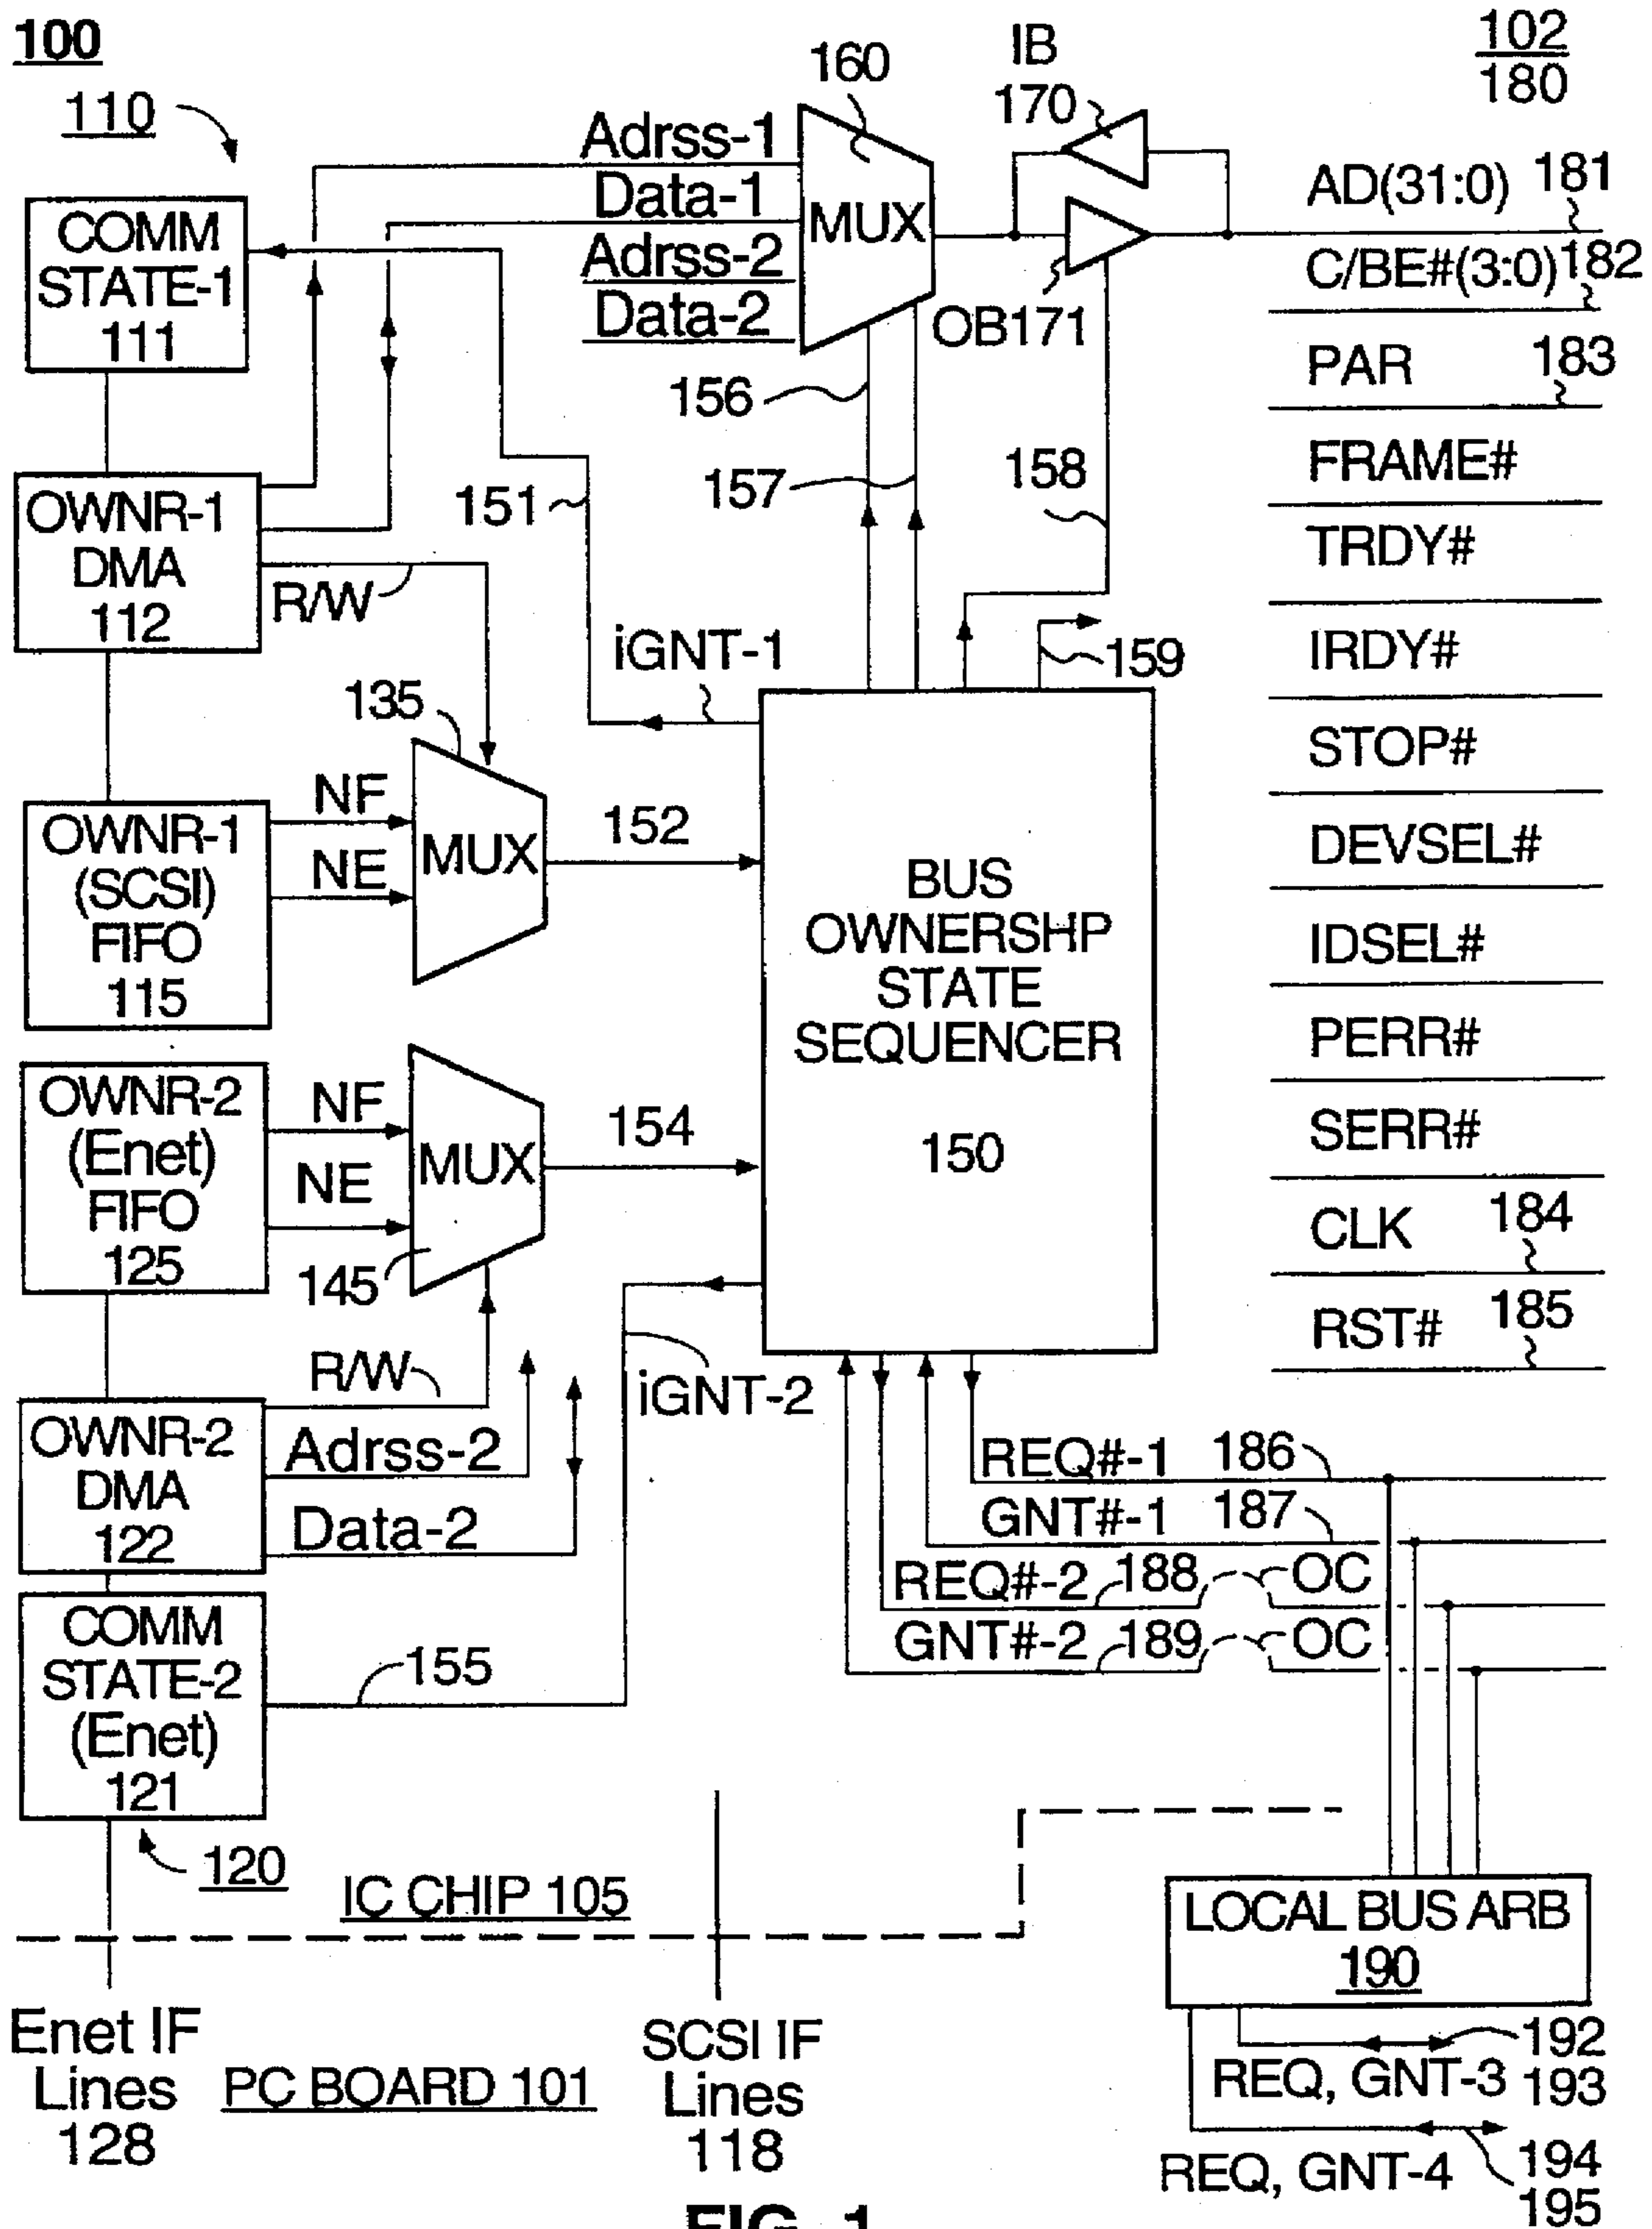 100
110
COMM
STATE-1
111
OWNR-1
DMA
112
R/W
OWNR-1
(SCSI)
FIFO
115
NF
NE
135
MUX
152
OWNR-2
(Enet)
FIFO
125
NF
NE
145
MUX
154
R/W
OWNR-2
DMA
122
Adrss-2
Data-2
COMM
STATE-2
(Enet)
121
120
155
iGNT-2
iGNT-1
151
Adrss-1
Data-1
Adrss-2
Data-2
160
MUX
156
157
IB
170
OB171
158
159
BUS
OWNERSHP
STATE
SEQUENCER
150
102
180
AD(31:0) 181
C/BE#(3:0) 182
PAR 183
FRAME#
TRDY#
IRDY#
STOP#
DEVSEL#
IDSEL#
PERR#
SERR#
CLK 184
RST# 185
REQ#-1 186
GNT#-1 187
REQ#-2 188 OC
GNT#-2 189 OC
LOCAL BUS ARB
190
192
REQ, GNT-3 193
REQ, GNT-4 194
195
IC CHIP 105
Enet IF
Lines
128
PC BOARD 101
SCSI IF
Lines
118
FIG. 1